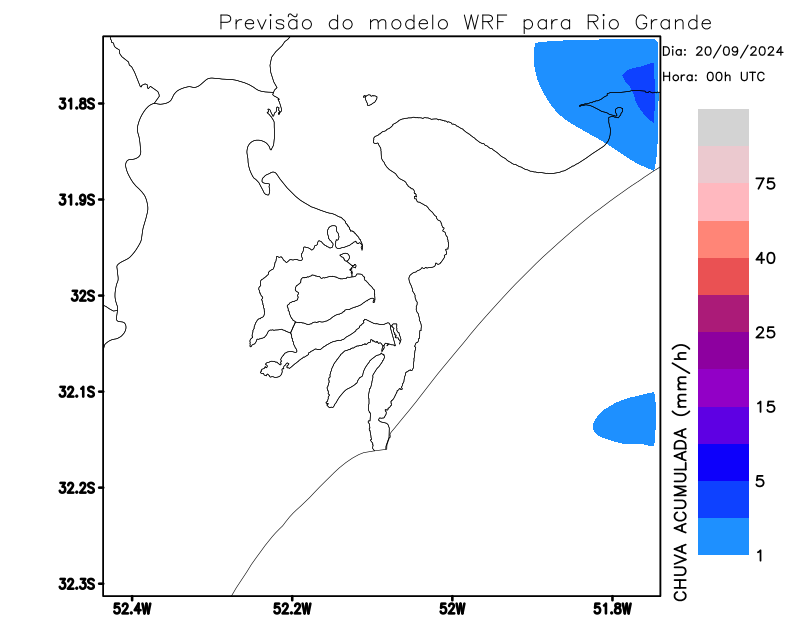 Previsão do modelo WRF para Rio Grande
Dia: 20/09/2024
Hora: 00h UTC
31.8S
31.9S
32S
32.1S
32.2S
32.3S
52.4W
52.2W
52W
51.8W
75
40
25
15
5
1
CHUVA ACUMULADA (mm/h)